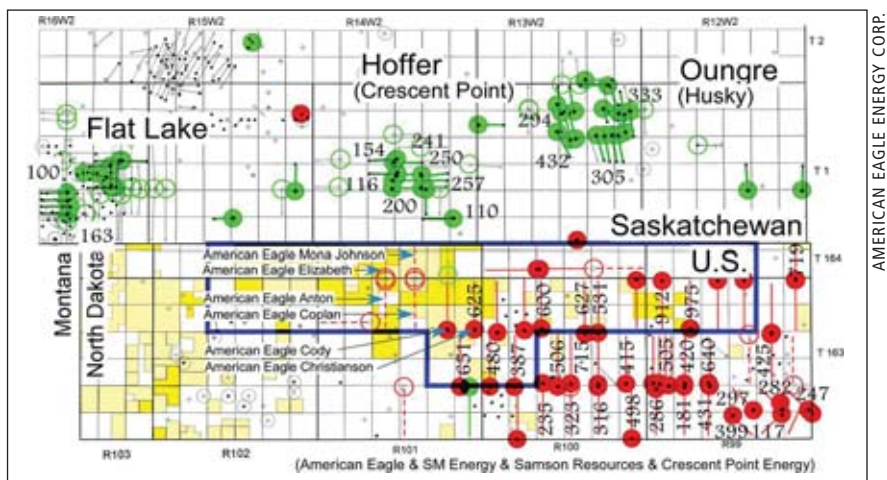 R16W2 R15W2 R14W2 R13W2 R12W2
T 2
Hoffer
(Crescent Point)
Oungre
(Husky)
Flat Lake
294 333
154 241 250
432 305
100 116 257
T 1
200 110
163
Saskatchewan
U.S.
Montana
North Dakota
American Eagle Mona Johnson
American Eagle Elizabeth
American Eagle Anton
American Eagle Coplan
American Eagle Cody
American Eagle Christianson
T 164
719
625 600 627 531 912 975
T 163
651 480 387 506 715 415 505 420 640 425
235 323 316 498 286 181 431 297 282 247
399 117
R103 R102 R101 R100 R99
(American Eagle & SM Energy & Samson Resources & Crescent Point Energy)
AMERICAN EAGLE ENERGY CORP.